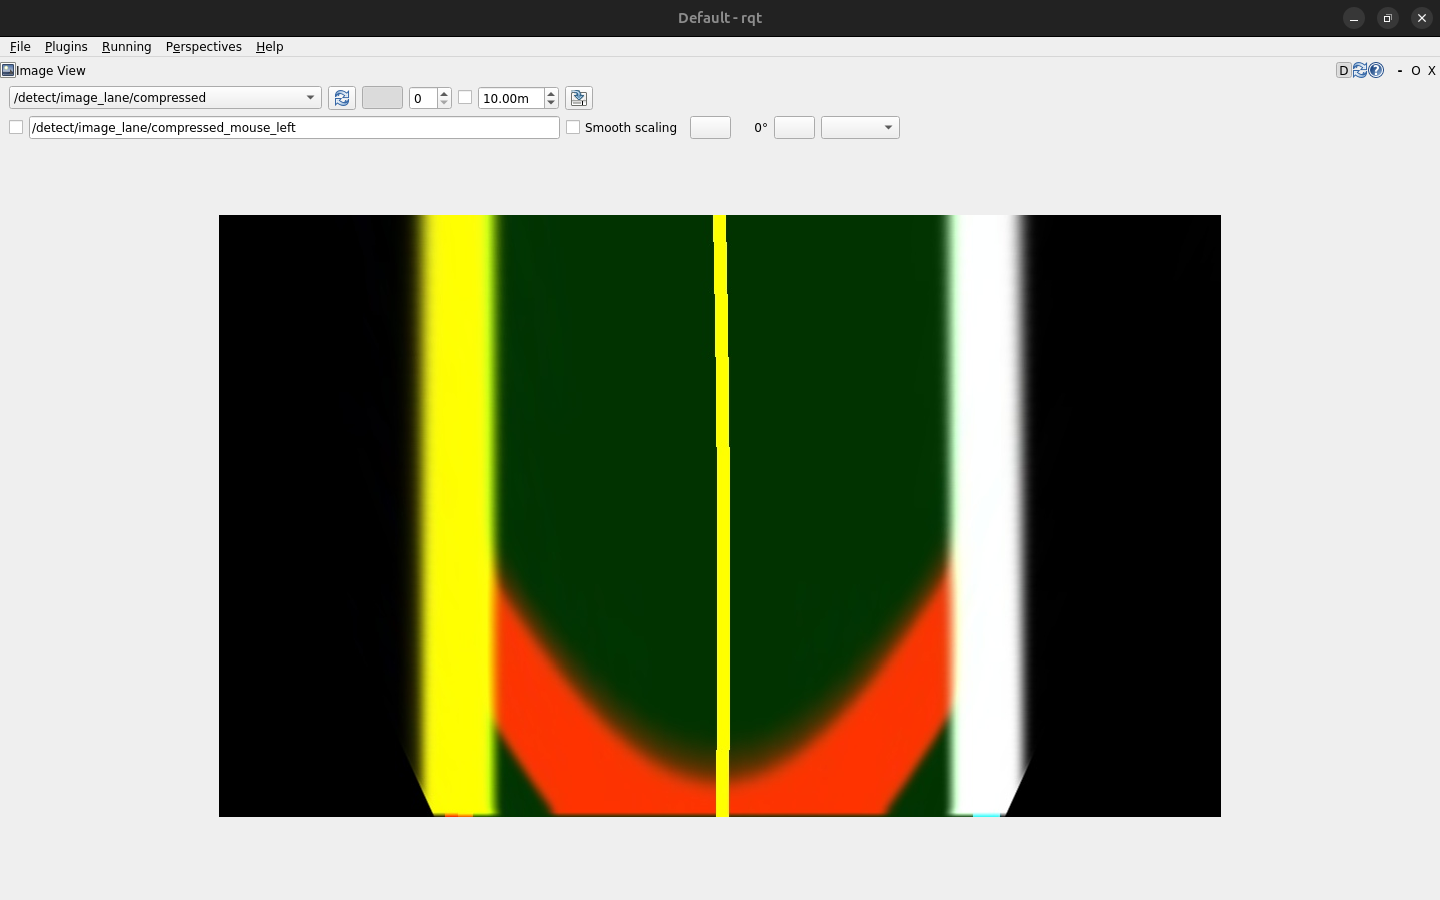 Default - rqt
File Plugins Running Perspectives Help
Image View D - O X
/detect/image_lane/compressed 0 10.00m
/detect/image_lane/compressed_mouse_left Smooth scaling 0°